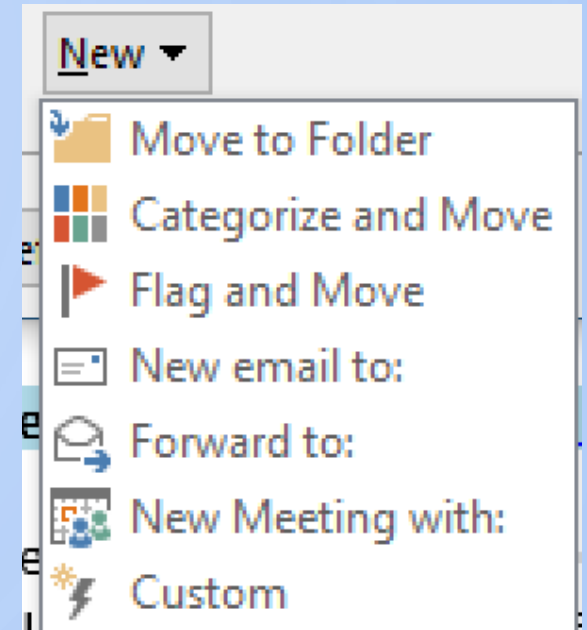 New
Move to Folder
Categorize and Move
Flag and Move
New email to:
Forward to:
New Meeting with:
Custom